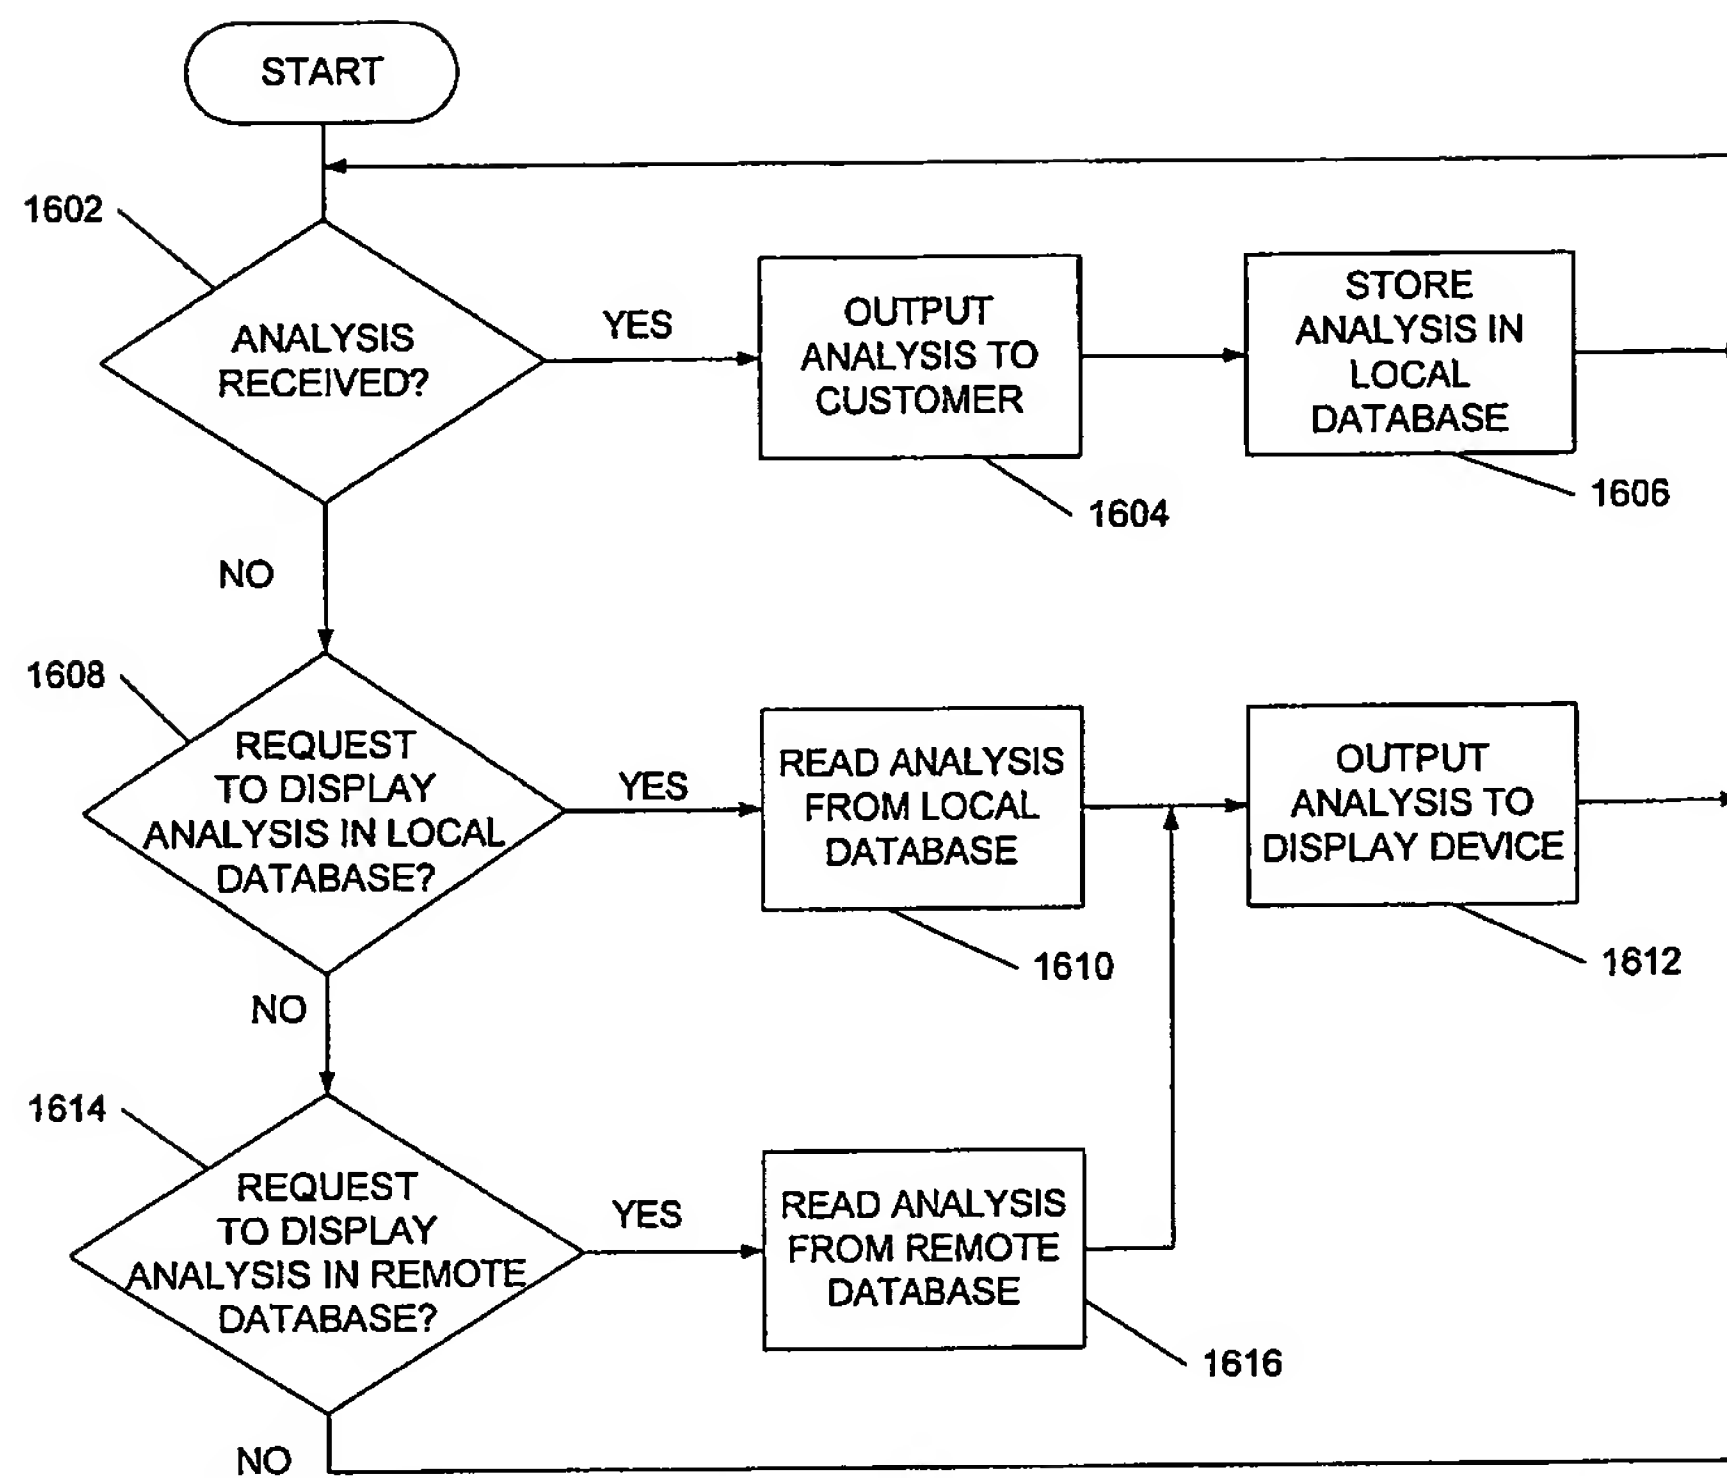 START
1602
ANALYSIS
RECEIVED?
YES
OUTPUT
ANALYSIS TO
CUSTOMER
1604
STORE
ANALYSIS IN
LOCAL
DATABASE
1606
NO
1608
REQUEST
TO DISPLAY
ANALYSIS IN LOCAL
DATABASE?
YES
READ ANALYSIS
FROM LOCAL
DATABASE
1610
OUTPUT
ANALYSIS TO
DISPLAY DEVICE
1612
NO
1614
REQUEST
TO DISPLAY
ANALYSIS IN REMOTE
DATABASE?
YES
READ ANALYSIS
FROM REMOTE
DATABASE
1616
NO